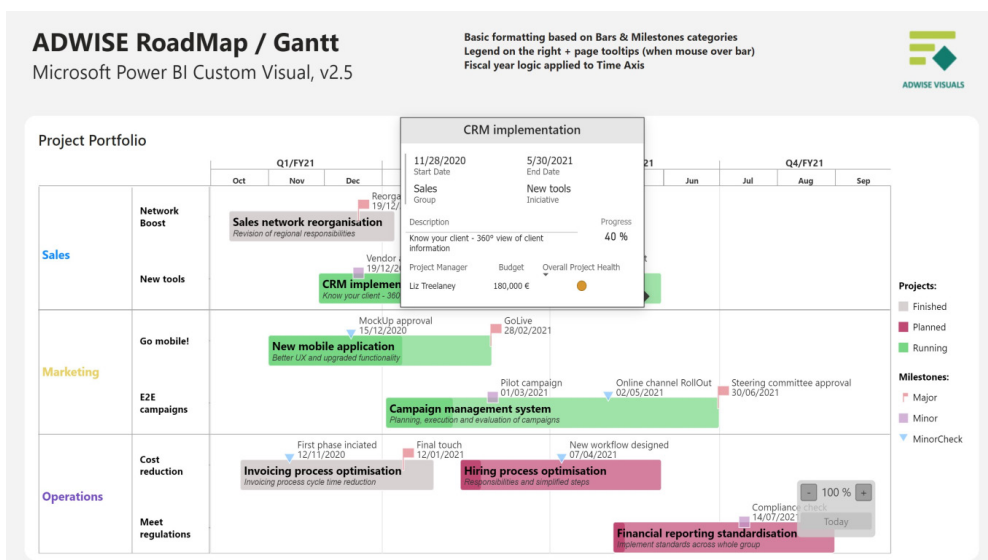 ADWISE RoadMap / Gantt
Microsoft Power BI Custom Visual, v2.5
Basic formatting based on Bars & Milestones categories
Legend on the right + page tooltips (when mouse over bar)
Fiscal year logic applied to Time Axis
ADWISE VISUALS
Project Portfolio
Q1/FY21
21
Q4/FY21
Oct
Nov
Dec
Jun
Jul
Aug
Sep
CRM implementation
11/28/2020
5/30/2021
Start Date
End Date
Sales
New tools
Group
Iniciative
Description
Progress
Know your client - 360º view of client
information
40 %
Project Manager
Budget
Overall Project Health
Liz Treelaney
180,000 €
Sales
Network
Boost
Reorga
19/12/
Sales network reorganisation
Revision of regional responsibilities
New tools
Vendor
19/12/20
CRM implemen
Know your client - 360
Marketing
Go mobile!
MockUp approval
15/12/2020
GoLive
28/02/2021
New mobile application
Better UX and upgraded functionality
E2E
campaigns
Pilot campaign
01/03/2021
Online channel RollOut
02/05/2021
Steering committee approval
30/06/2021
Campaign management system
Planning, execution and evaluation of campaigns
Operations
Cost
reduction
First phase inciated
12/11/2020
Final touch
12/01/2021
New workflow designed
07/04/2021
Invoicing process optimisation
Invoicing process cycle time reduction
Hiring process optimisation
Responsibilities and simplified steps
Meet
regulations
Compliance check
14/07/2021
Financial reporting standardisation
Implement standards across whole group
- 100 % +
Today
Projects:
Finished
Planned
Running
Milestones:
Major
Minor
MinorCheck